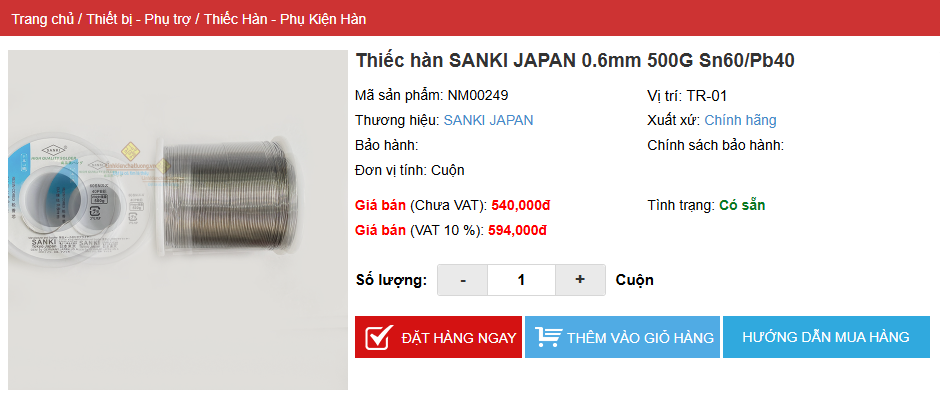 Trang chủ / Thiết bị - Phụ trợ / Thiếc Hàn - Phụ Kiện Hàn
Thiếc hàn SANKI JAPAN 0.6mm 500G Sn60/Pb40
Mã sản phẩm: NM00249
Vị trí: TR-01
Thương hiệu: SANKI JAPAN
Xuất xứ: Chính hãng
Bảo hành:
Chính sách bảo hành:
Đơn vị tính: Cuộn
Giá bán (Chưa VAT): 540,000đ
Tình trạng: Có sẵn
Giá bán (VAT 10 %): 594,000đ
Số lượng: - 1 + Cuộn
ĐẶT HÀNG NGAY
THÊM VÀO GIỎ HÀNG
HƯỚNG DẪN MUA HÀNG
SANKI
SANKI